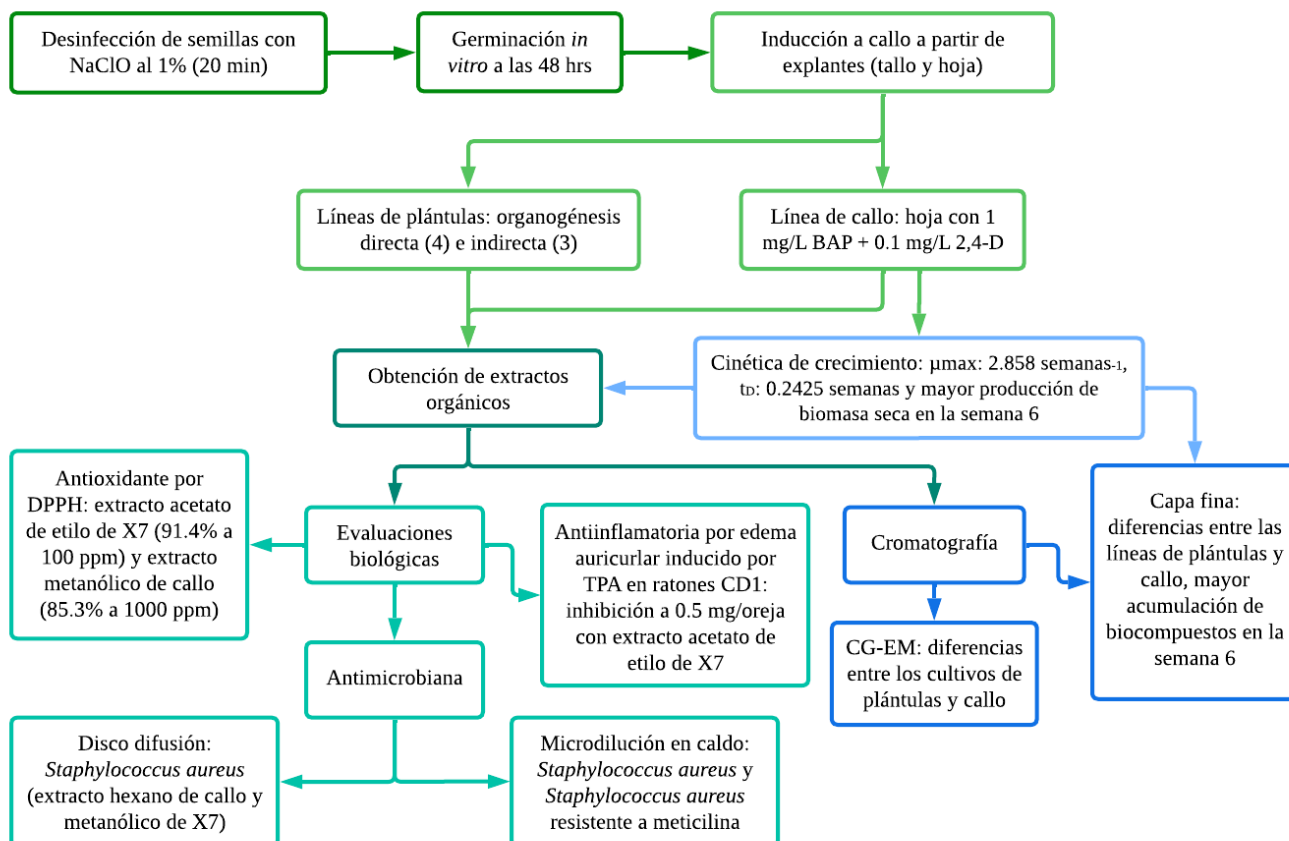 Desinfección de semillas con
NaClO al 1% (20 min)
Germinación in
vitro a las 48 hrs
Inducción a callo a partir de
explantes (tallo y hoja)
Líneas de plántulas: organogénesis
directa (4) e indirecta (3)
Línea de callo: hoja con 1
mg/L BAP + 0.1 mg/L 2,4-D
Obtención de extractos
orgánicos
Cinética de crecimiento: µmax: 2.858 semanas-1,
tD: 0.2425 semanas y mayor producción de
biomasa seca en la semana 6
Antioxidante por
DPPH: extracto acetato
de etilo de X7 (91.4% a
100 ppm) y extracto
metanólico de callo
(85.3% a 1000 ppm)
Evaluaciones
biológicas
Antiinflamatoria por edema
auricurlar inducido por
TPA en ratones CD1:
inhibición a 0.5 mg/oreja
con extracto acetato de
etilo de X7
Cromatografía
Capa fina:
diferencias entre las
líneas de plántulas y
callo, mayor
acumulación de
biocompuestos en la
semana 6
CG-EM: diferencias
entre los cultivos de
plántulas y callo
Antimicrobiana
Disco difusión:
Staphylococcus aureus
(extracto hexano de callo y
metanólico de X7)
Microdilución en caldo:
Staphylococcus aureus y
Staphylococcus aureus
resistente a meticilina